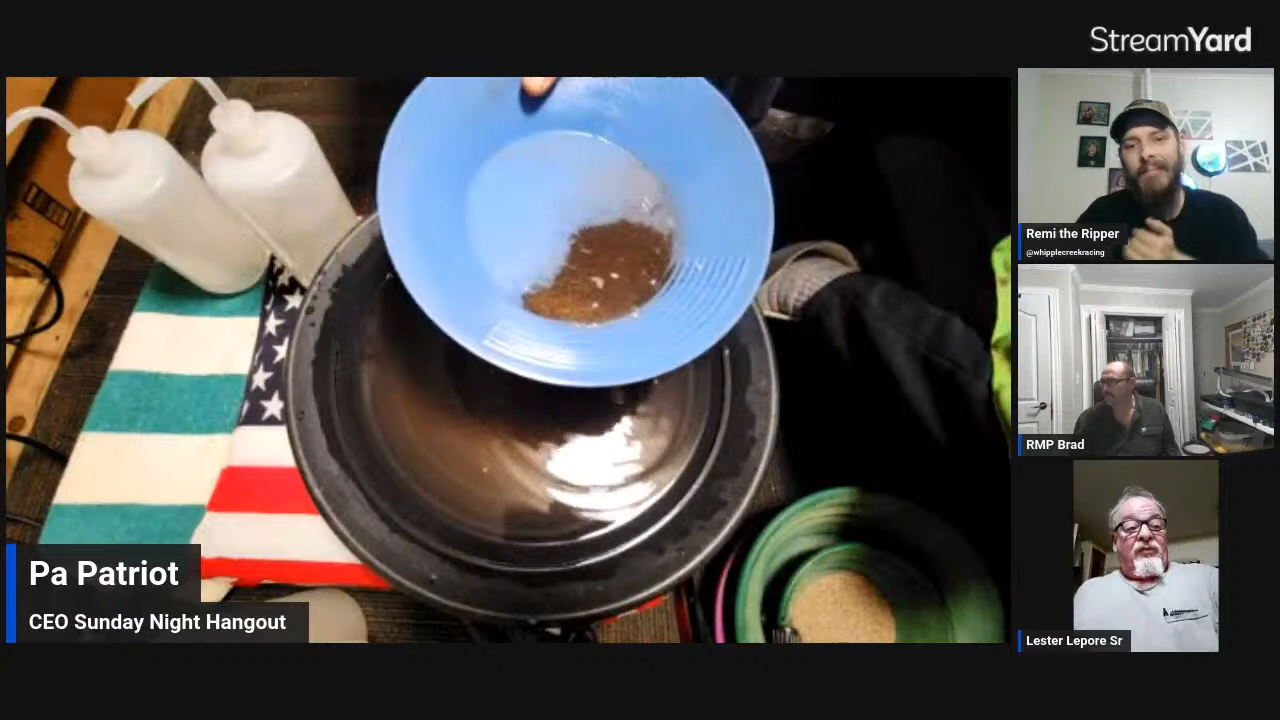 StreamYard
Remi the Ripper
@whipplecreekracing
RMP Brad
Pa Patriot
CEO Sunday Night Hangout
Lester Lepore Sr